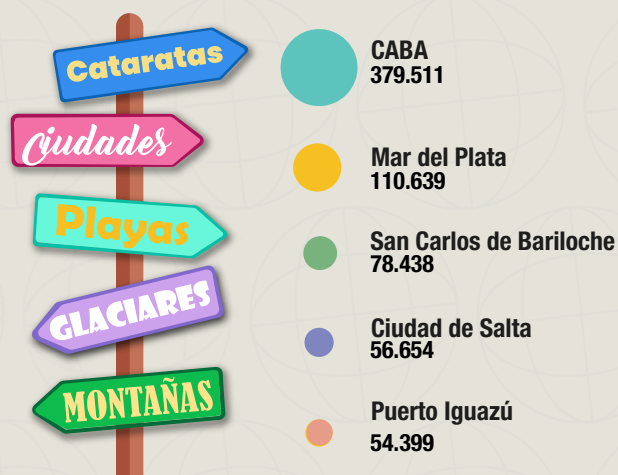 Cataratas
Ciudades
Playas
GLACIARES
MONTAÑAS
CABA
379.511
Mar del Plata
110.639
San Carlos de Bariloche
78.438
Ciudad de Salta
56.654
Puerto Iguazú
54.399